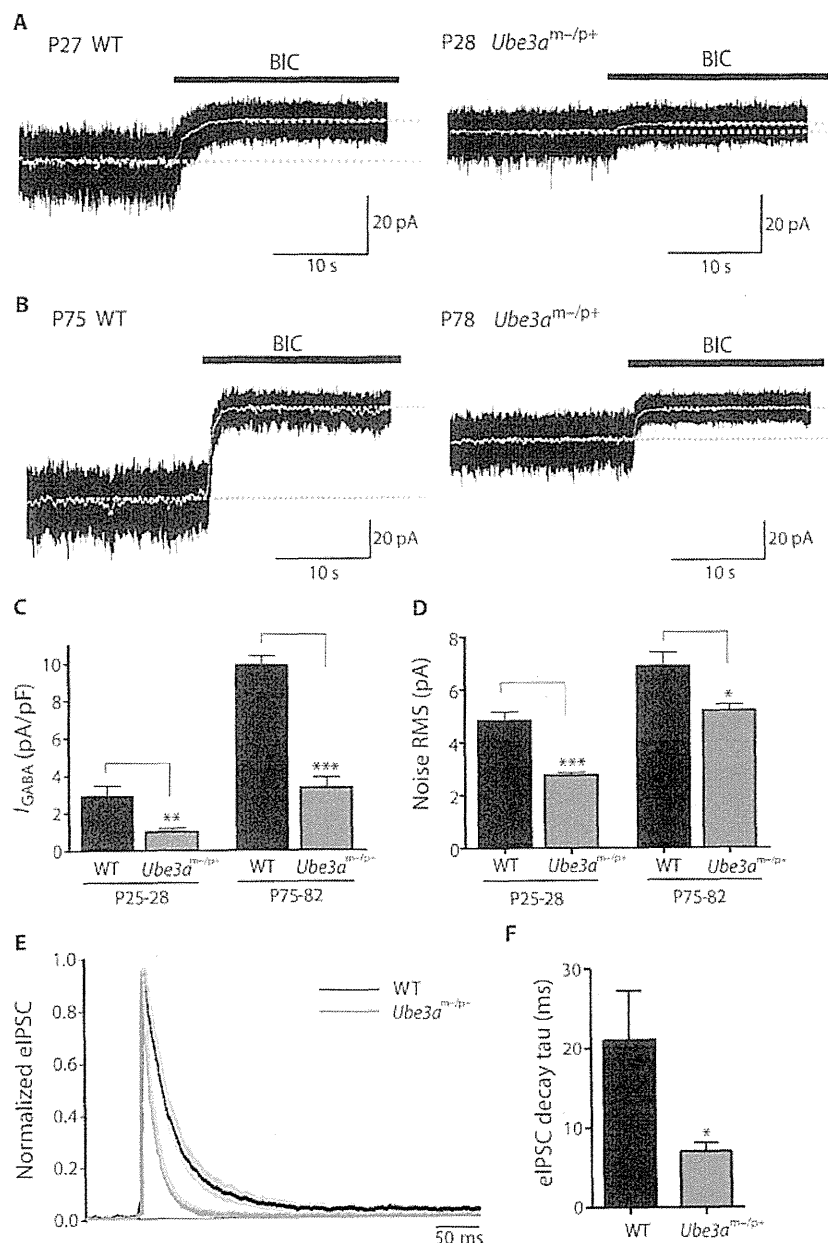 A
P27 WT
P28 Ube3a m–/p+
BIC
BIC
20 pA
10 s
20 pA
10 s
B
P75 WT
P78 Ube3a m–/p+
BIC
BIC
20 pA
10 s
20 pA
10 s
C
I GABA (pA/pF)
10
8
6
4
2
0
**
***
WT
Ube3a m–/p+
WT
Ube3a m–/p+
P25-28
P75-82
D
Noise RMS (pA)
8
6
4
2
0
***
*
WT
Ube3a m–/p+
WT
Ube3a m–/p+
P25-28
P75-82
E
Normalized eIPSC
1.0
0.8
0.6
0.4
0.2
0.0
WT
Ube3a m–/p+
50 ms
F
eIPSC decay tau (ms)
30
20
10
0
*
WT
Ube3a m–/p+